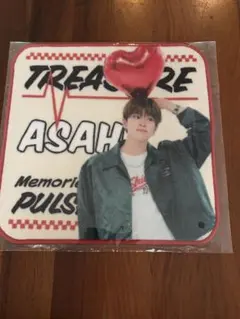 TREASURE
ASAHI
Memorie
PULS